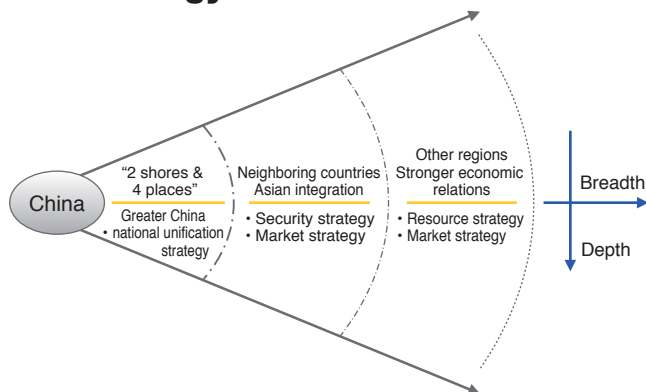 China
“2 shores &
4 places”
Greater China
• national unification
strategy
Neighboring countries
Asian integration
• Security strategy
• Market strategy
Other regions
Stronger economic
relations
• Resource strategy
• Market strategy
Breadth
Depth